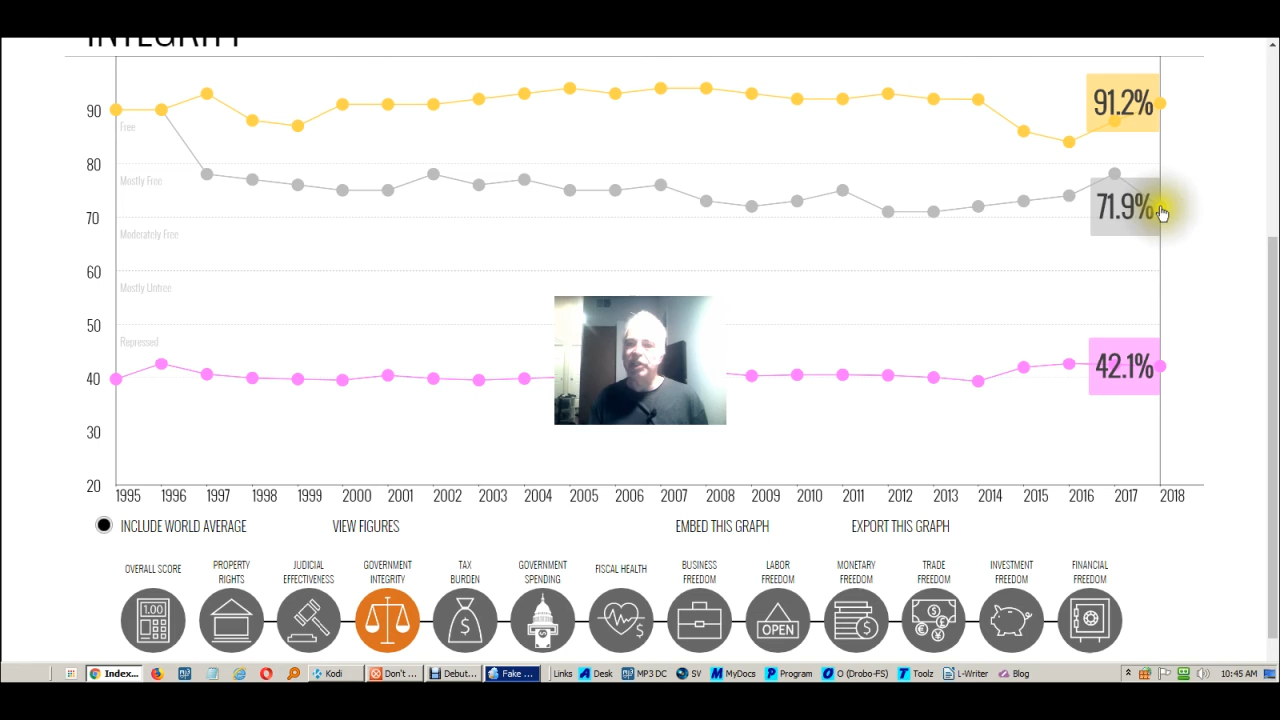 INTEGRITY
90
91.2%
Free
80
Mostly Free
71.9%
70
Moderately Free
60
Mostly Unfree
50
Repressed
42.1%
40
30
20
1995 1996 1997 1998 1999 2000 2001 2002 2003 2004 2005 2006 2007 2008 2009 2010 2011 2012 2013 2014 2015 2016 2017 2018
INCLUDE WORLD AVERAGE VIEW FIGURES EMBED THIS GRAPH EXPORT THIS GRAPH
OVERALL SCORE
PROPERTY
RIGHTS
JUDICIAL
EFFECTIVENESS
GOVERNMENT
INTEGRITY
TAX
BURDEN
GOVERNMENT
SPENDING
FISCAL HEALTH
BUSINESS
FREEDOM
LABOR
FREEDOM
MONETARY
FREEDOM
TRADE
FREEDOM
INVESTMENT
FREEDOM
FINANCIAL
FREEDOM
1.00
OPEN
Index... Kodi Don't ... Debut... Fake ... Links Desk MP3 DC SV MyDocs Program O (Drobo-FS) Toolz L-Writer Blog 10:45 AM